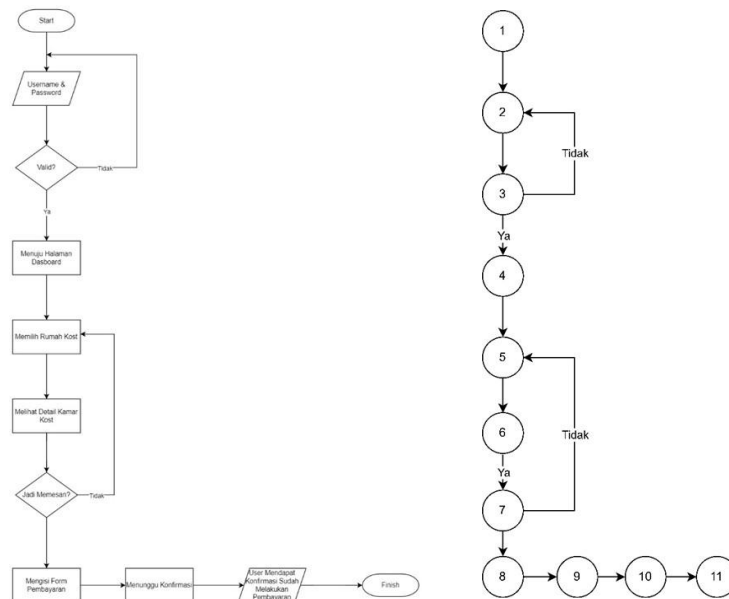 Start
Username &
Password
Valid?
Tidak
Ya
Menuju Halaman
Dasboard
Memilih Rumah Kost
Melihat Detail Kamar
Kost
Jadi Memesan?
Tidak
Mengisi Form
Pembayaran
Menunggu Konfirmasi
User Mendapat
Konfirmasi Sudah
Melakukan
Pembayaran
Finish
1
2
Tidak
3
Ya
4
5
6
Tidak
Ya
7
8
9
10
11